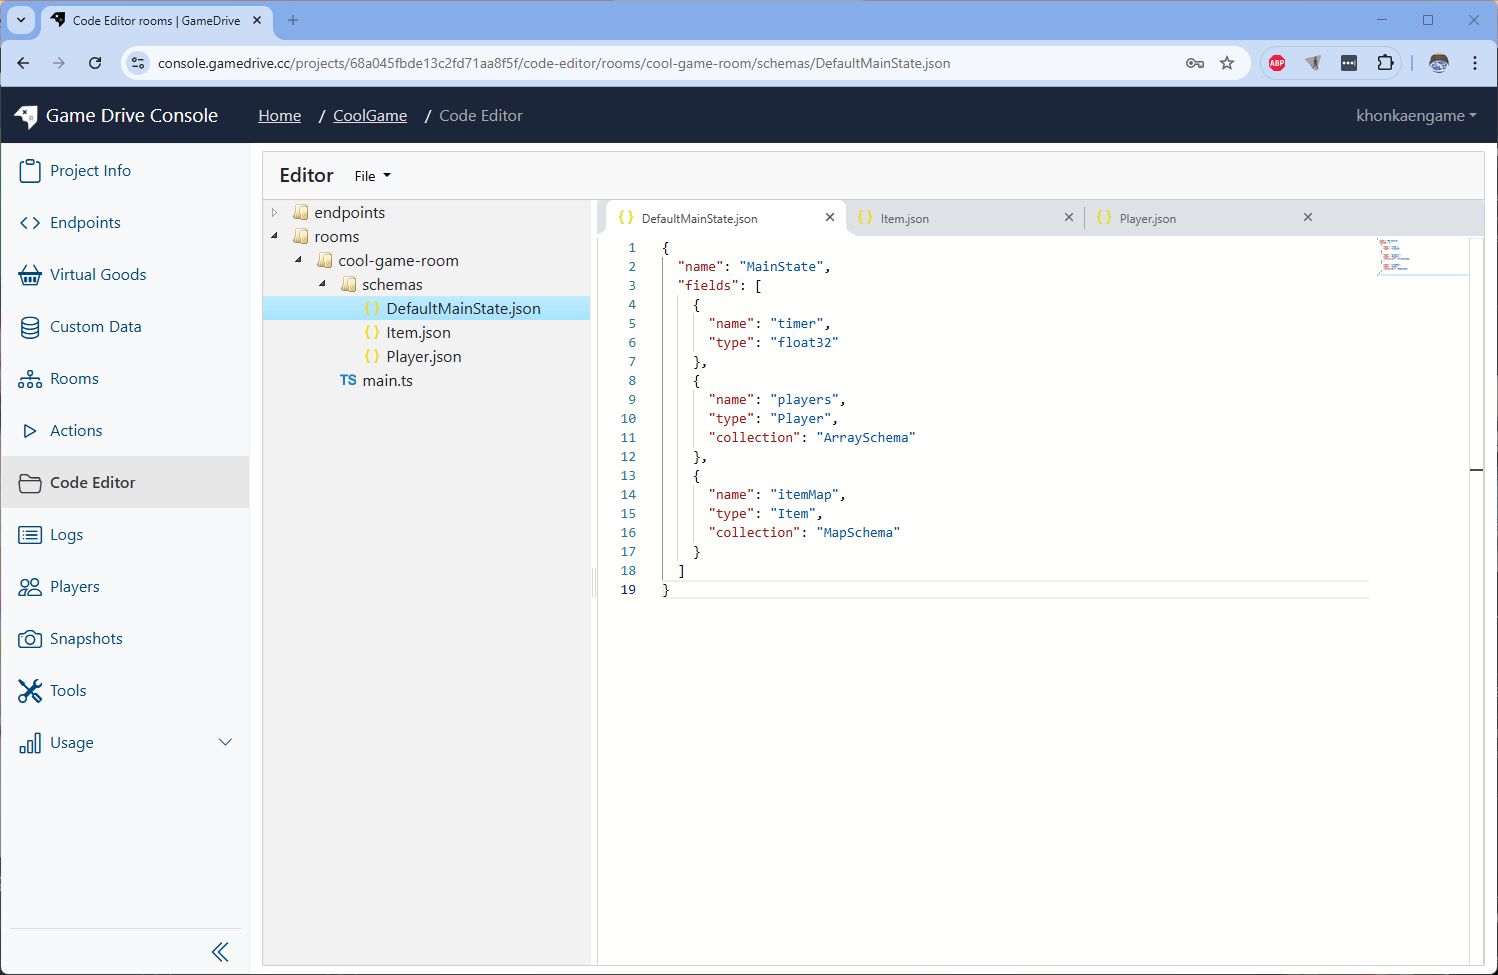 Code Editor rooms | GameDrive
console.gamedrive.cc/projects/68a045fbde13c2fd71aa8f5f/code-editor/rooms/cool-game-room/schemas/DefaultMainState.json
ABP
Game Drive Console
Home / CoolGame / Code Editor
khonkaengame
Project Info
Endpoints
Virtual Goods
Custom Data
Rooms
Actions
Code Editor
Logs
Players
Snapshots
Tools
Usage
Editor File
endpoints
rooms
cool-game-room
schemas
{} DefaultMainState.json
{} Item.json
{} Player.json
TS main.ts
{} DefaultMainState.json
{} Item.json
{} Player.json
1 {
2 "name": "MainState",
3 "fields": [
4 {
5 "name": "timer",
6 "type": "float32"
7 },
8 {
9 "name": "players",
10 "type": "Player",
11 "collection": "ArraySchema"
12 },
13 {
14 "name": "itemMap",
15 "type": "Item",
16 "collection": "MapSchema"
17 }
18 ]
19 }